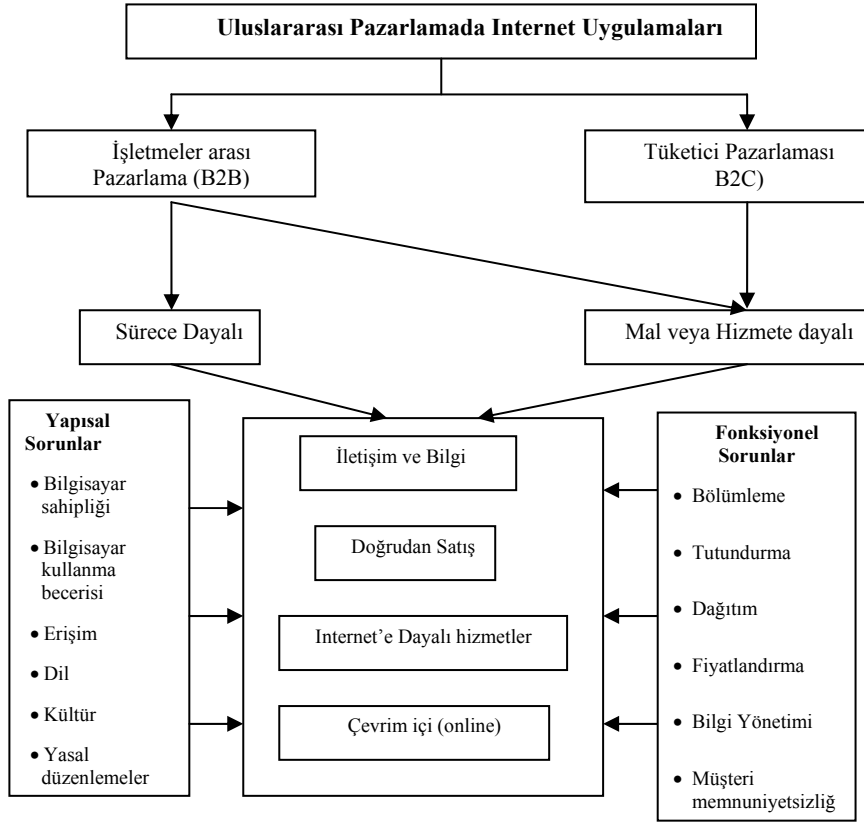 Uluslararası Pazarlamada Internet Uygulamaları
İşletmeler arası
Pazarlama (B2B)
Tüketici Pazarlaması
B2C)
Sürece Dayalı
Mal veya Hizmete dayalı
Yapısal
Sorunlar
• Bilgisayar
sahipliği
• Bilgisayar
kullanma
becerisi
• Erişim
• Dil
• Kültür
• Yasal
düzenlemeler
İletişim ve Bilgi
Doğrudan Satış
Internet’e Dayalı hizmetler
Çevrim içi (online)
Fonksiyonel
Sorunlar
• Bölümleme
• Tutundurma
• Dağıtım
• Fiyatlandırma
• Bilgi Yönetimi
• Müşteri
memnuniyetsizliğ